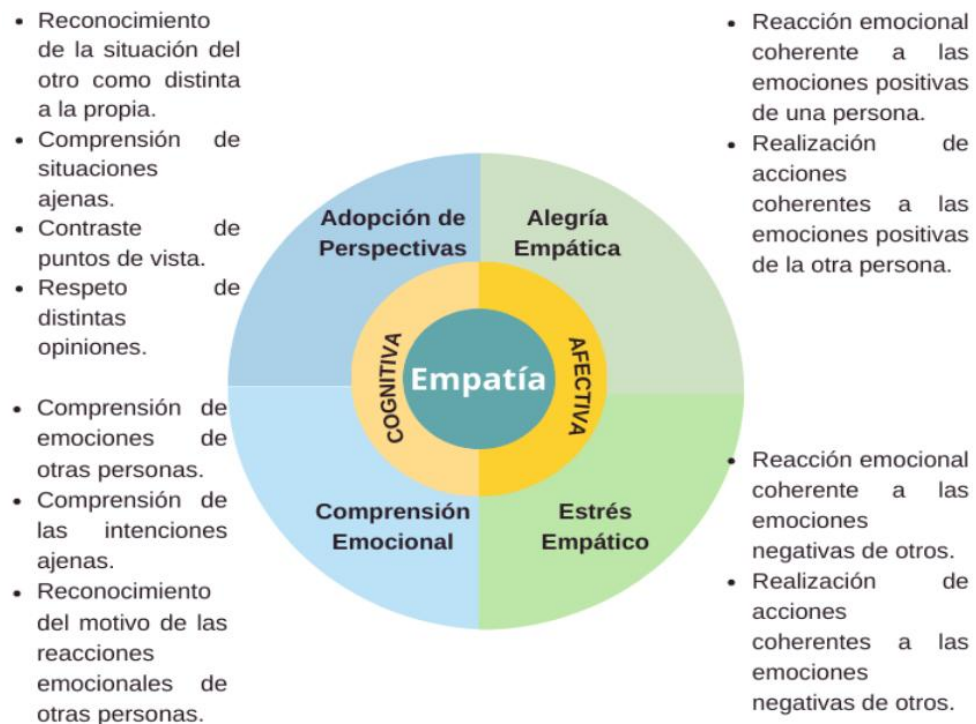 • Reconocimiento
de la situación del
otro como distinta
a la propia.
• Comprensión de
situaciones
ajenas.
• Contraste de
puntos de vista.
• Respeto de
distintas
opiniones.
• Comprensión de
emociones de
otras personas.
• Comprensión de
las intenciones
ajenas.
• Reconocimiento
del motivo de las
reacciones
emocionales de
otras personas.
Adopción de
Perspectivas
Alegría
Empática
COGNITIVA
Empatía
AFECTIVA
Comprensión
Emocional
Estrés
Empático
• Reacción emocional
coherente a las
emociones positivas
de una persona.
• Realización de
acciones
coherentes a las
emociones positivas
de la otra persona.
• Reacción emocional
coherente a las
emociones
negativas de otros.
• Realización de
acciones
coherentes a las
emociones
negativas de otros.